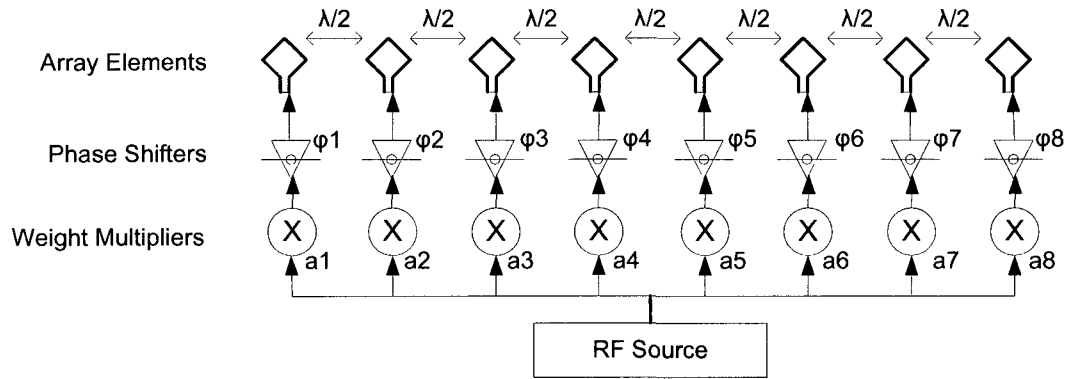 λ/2 λ/2 λ/2 λ/2 λ/2 λ/2 λ/2
Array Elements
Phase Shifters φ1 φ2 φ3 φ4 φ5 φ6 φ7 φ8
Weight Multipliers X X X X X X X X
a1 a2 a3 a4 a5 a6 a7 a8
RF Source